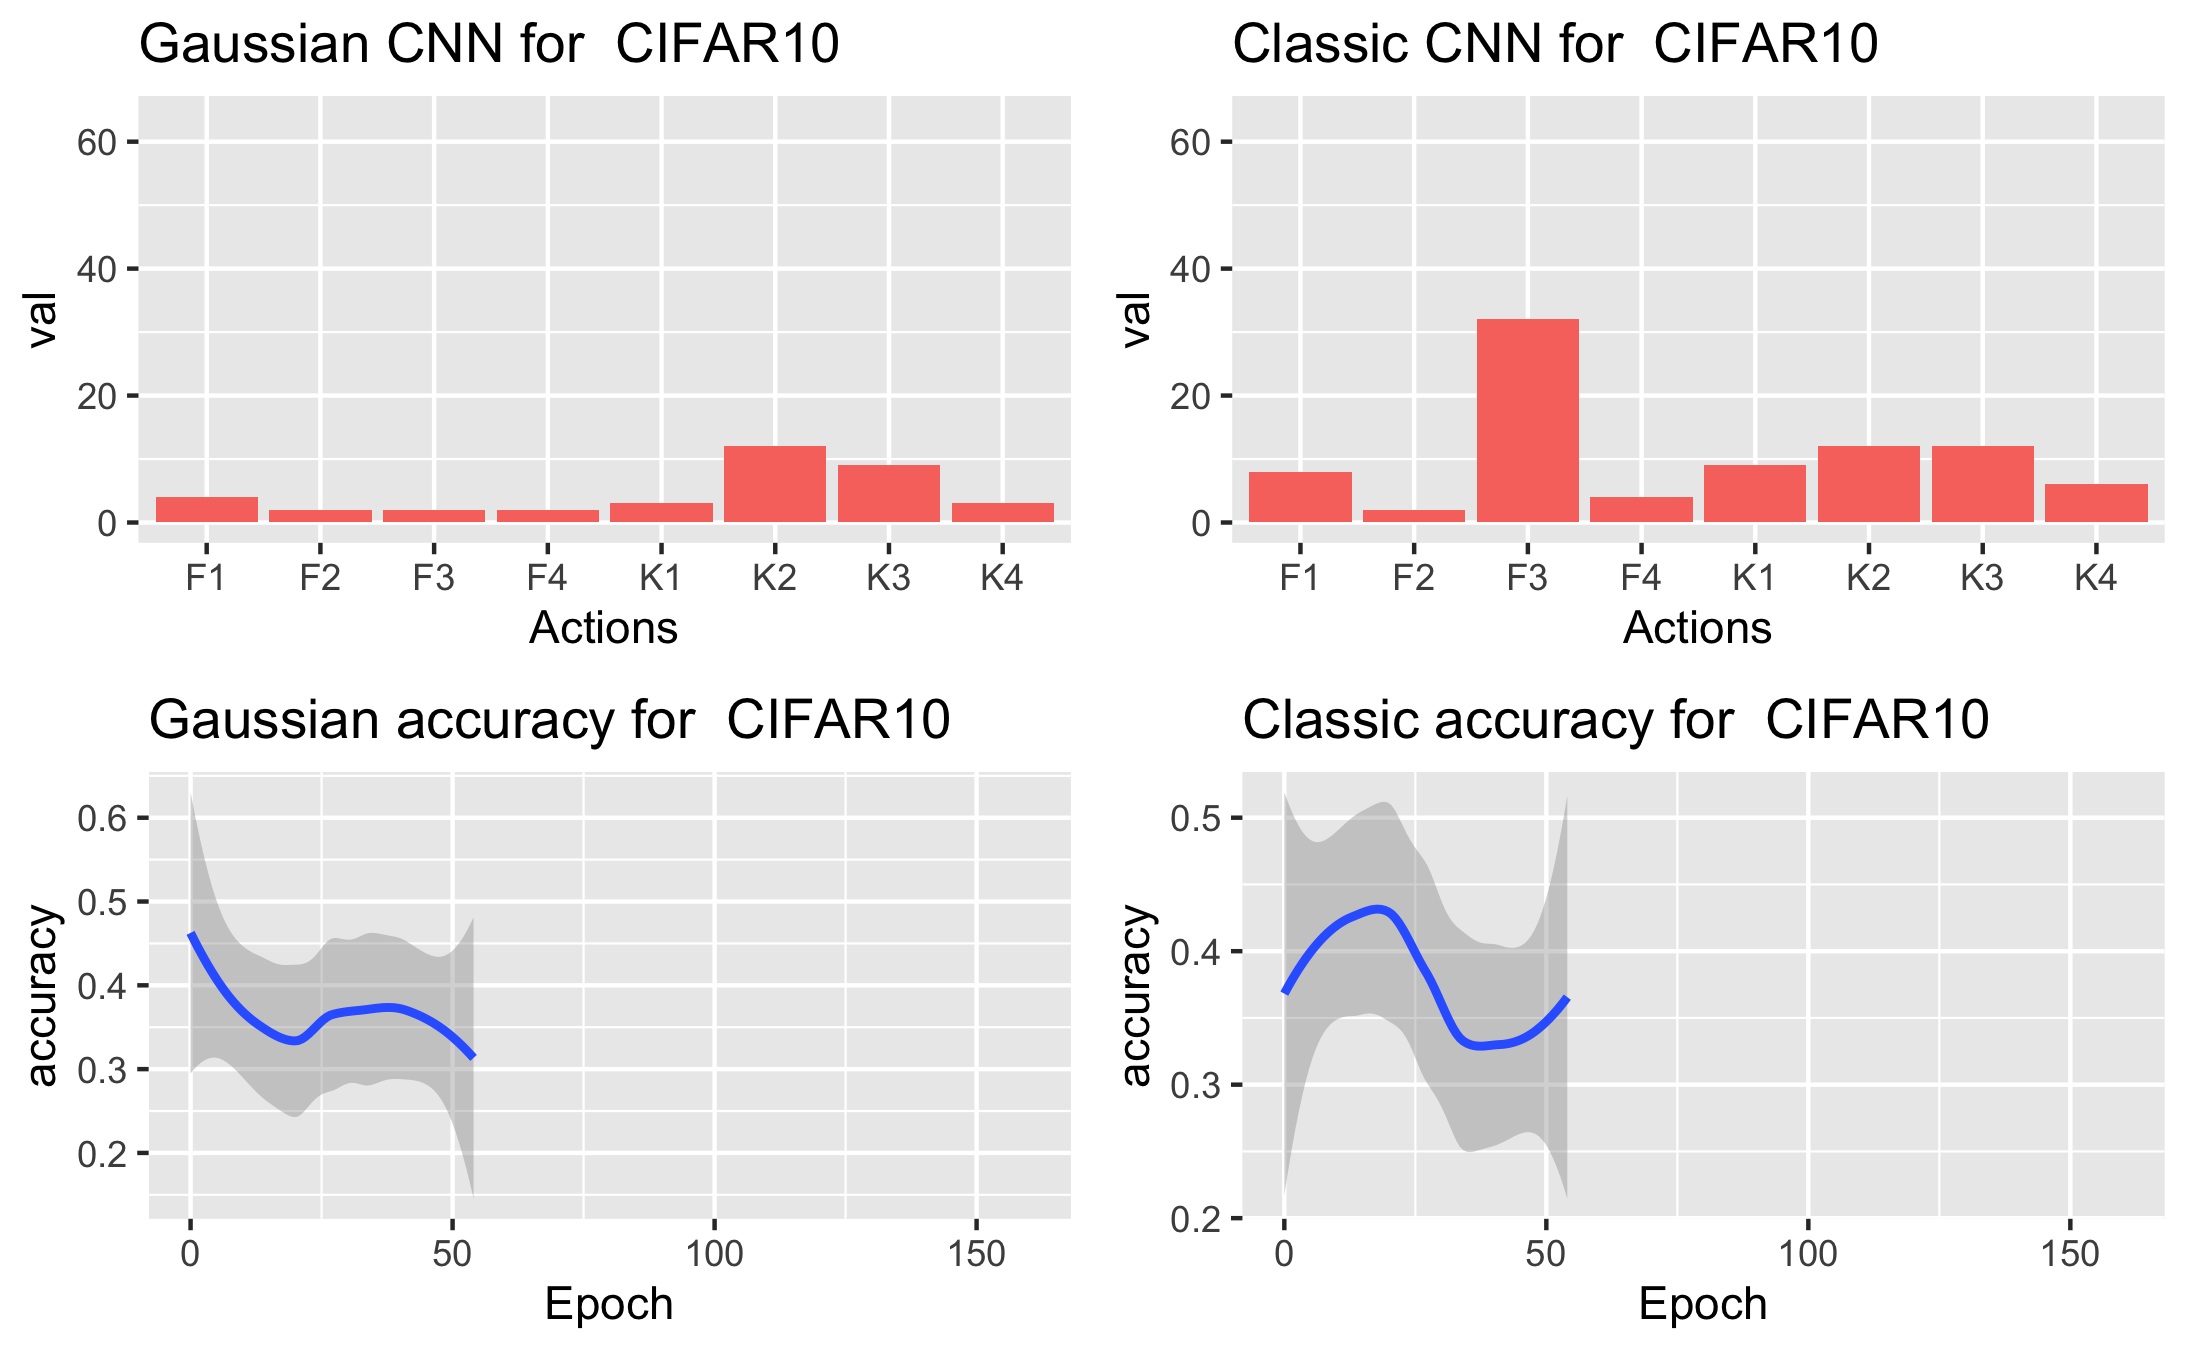 Gaussian CNN for  CIFAR10
60
40
20
0
val
F1 F2 F3 F4 K1 K2 K3 K4
Actions
Classic CNN for  CIFAR10
60
40
20
0
val
F1 F2 F3 F4 K1 K2 K3 K4
Actions
Gaussian accuracy for  CIFAR10
0.6
0.5
0.4
0.3
0.2
accuracy
0 50 100 150
Epoch
Classic accuracy for  CIFAR10
0.5
0.4
0.3
0.2
accuracy
0 50 100 150
Epoch